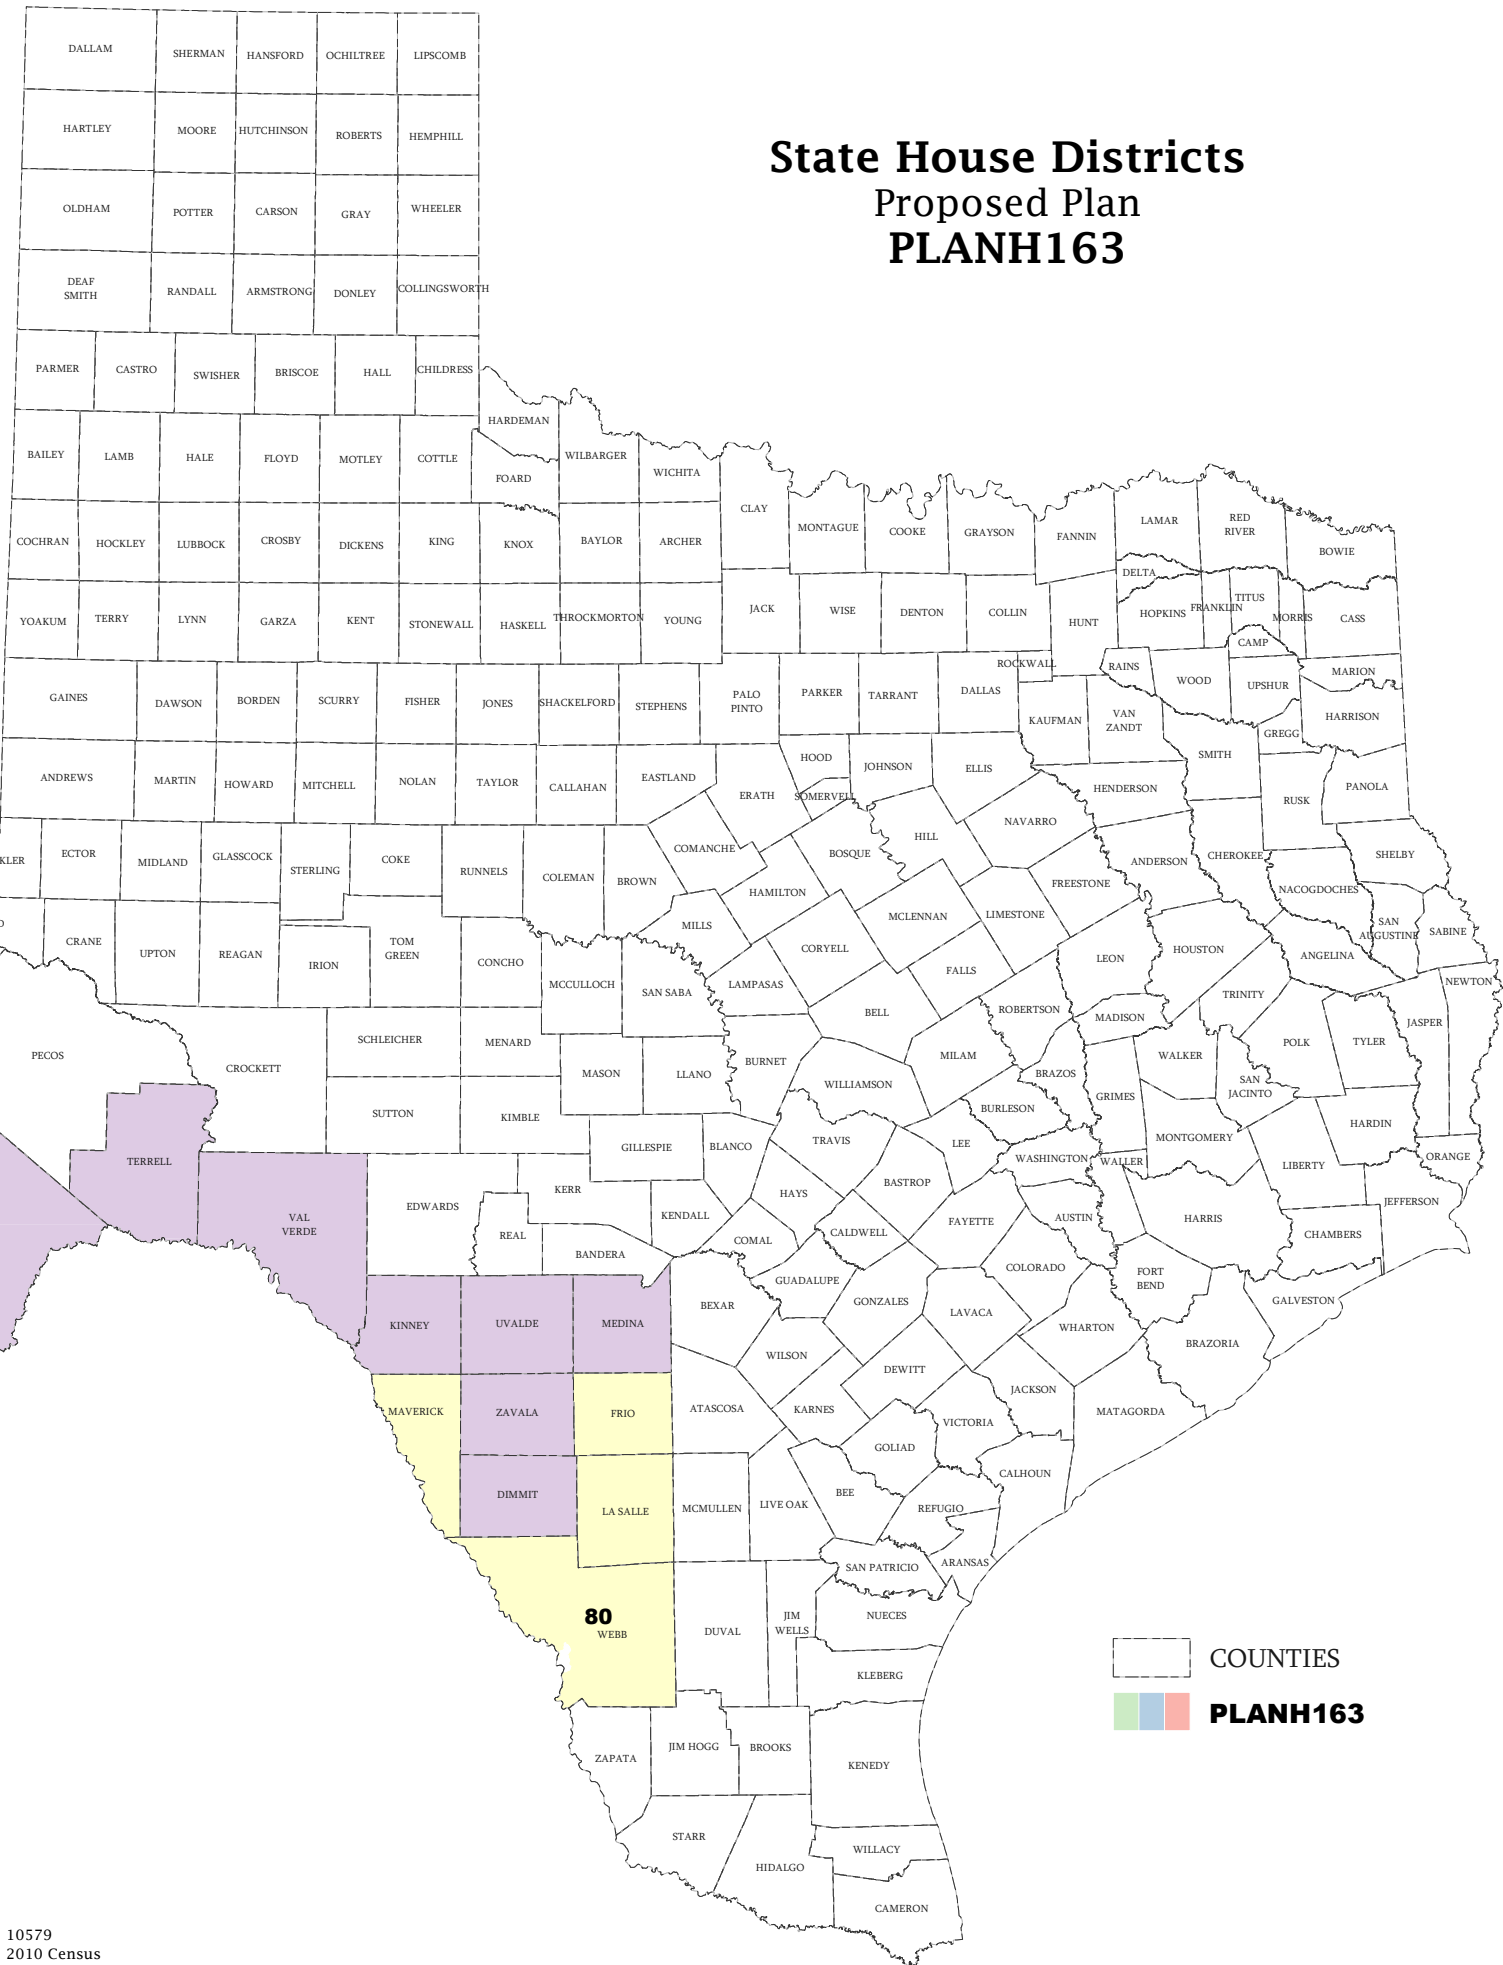 State House Districts
Proposed Plan
PLANH163
DALLAM
SHERMAN
HANSFORD
OCHILTREE
LIPSCOMB
HARTLEY
MOORE
HUTCHINSON
ROBERTS
HEMPHILL
OLDHAM
POTTER
CARSON
GRAY
WHEELER
DEAF
SMITH
RANDALL
ARMSTRONG
DONLEY
COLLINGSWORTH
PARMER
CASTRO
SWISHER
BRISCOE
HALL
CHILDRESS
HARDEMAN
BAILEY
LAMB
HALE
FLOYD
MOTLEY
COTTLE
FOARD
WILBARGER
WICHITA
CLAY
MONTAGUE
COOKE
GRAYSON
FANNIN
LAMAR
RED
RIVER
BOWIE
COCHRAN
HOCKLEY
LUBBOCK
CROSBY
DICKENS
KING
KNOX
BAYLOR
ARCHER
DELTA
YOAKUM
TERRY
LYNN
GARZA
KENT
STONEWALL
HASKELL
THROCKMORTON
YOUNG
JACK
WISE
DENTON
COLLIN
HUNT
HOPKINS
FRANKLIN
TITUS
MORRIS
CASS
CAMP
ROCKWALL
RAINS
WOOD
UPSHUR
MARION
GAINES
DAWSON
BORDEN
SCURRY
FISHER
JONES
SHACKELFORD
STEPHENS
PALO
PINTO
PARKER
TARRANT
DALLAS
KAUFMAN
VAN
ZANDT
GREGG
HARRISON
SMITH
ANDREWS
MARTIN
HOWARD
MITCHELL
NOLAN
TAYLOR
CALLAHAN
EASTLAND
ERATH
HOOD
SOMERVELL
JOHNSON
ELLIS
HENDERSON
RUSK
PANOLA
NAVARRO
HILL
KLER
ECTOR
MIDLAND
GLASSCOCK
STERLING
COKE
RUNNELS
COLEMAN
BROWN
COMANCHE
BOSQUE
HAMILTON
FREESTONE
ANDERSON
CHEROKEE
SHELBY
NACOGDOCHES
MILLS
MCLENNAN
LIMESTONE
SAN
AUGUSTINE
SABINE
CRANE
UPTON
REAGAN
IRION
TOM
GREEN
CONCHO
MCCULLOCH
SAN SABA
LAMPASAS
CORYELL
FALLS
LEON
HOUSTON
ANGELINA
TRINITY
NEWTON
BELL
ROBERTSON
MADISON
JASPER
PECOS
CROCKETT
SCHLEICHER
MENARD
MASON
LLANO
BURNET
WILLIAMSON
MILAM
BRAZOS
WALKER
POLK
TYLER
SAN
JACINTO
GRIMES
SUTTON
KIMBLE
BURLESON
GILLESPIE
BLANCO
TRAVIS
LEE
WASHINGTON
WALLER
MONTGOMERY
HARDIN
LIBERTY
ORANGE
TERRELL
VAL
VERDE
EDWARDS
KERR
REAL
KENDALL
HAYS
BASTROP
FAYETTE
AUSTIN
HARRIS
JEFFERSON
CHAMBERS
BANDERA
COMAL
CALDWELL
COLORADO
FORT
BEND
GALVESTON
GUADALUPE
GONZALES
LAVACA
WHARTON
BRAZORIA
KINNEY
UVALDE
MEDINA
BEXAR
WILSON
DEWITT
JACKSON
MATAGORDA
MAVERICK
ZAVALA
FRIO
ATASCOSA
KARNES
VICTORIA
GOLIAD
CALHOUN
DIMMIT
LA SALLE
MCMULLEN
LIVE OAK
BEE
REFUGIO
ARANSAS
SAN PATRICIO
80
WEBB
DUVAL
JIM
WELLS
NUECES
KLEBERG
ZAPATA
JIM HOGG
BROOKS
KENEDY
STARR
HIDALGO
WILLACY
CAMERON
COUNTIES
PLANH163
10579
2010 Census